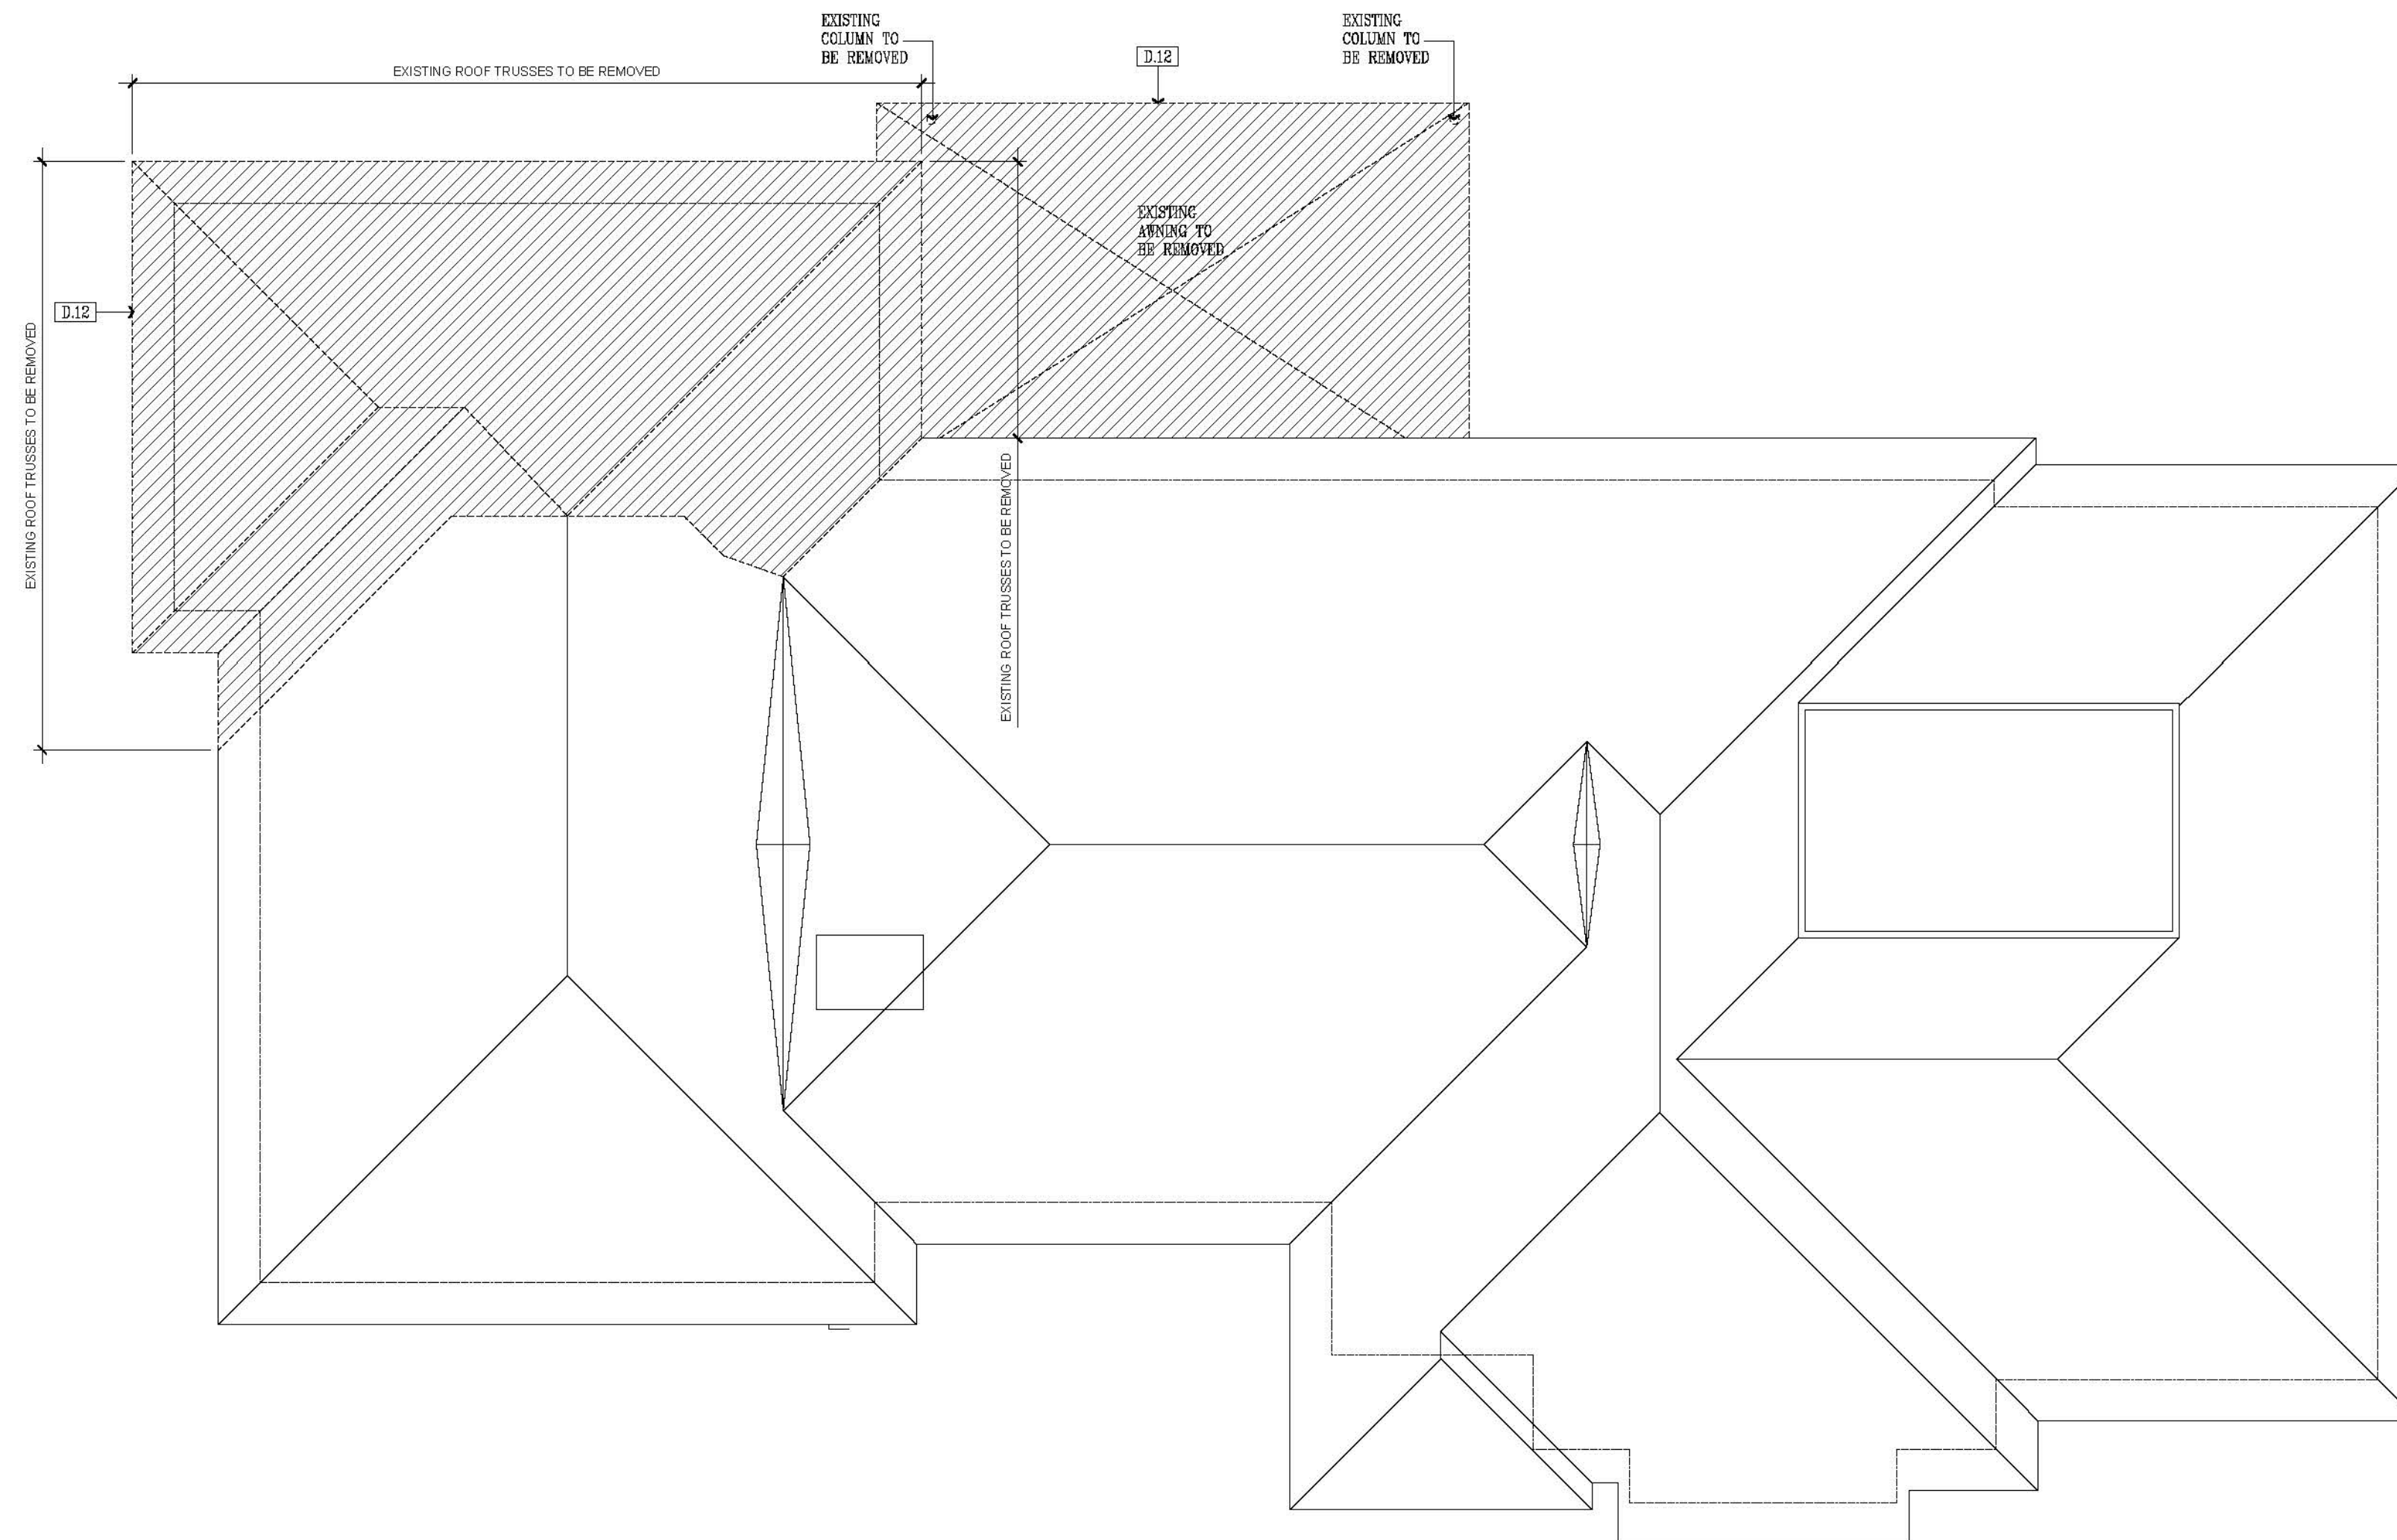 EXISTING
COLUMN TO
BE REMOVED
EXISTING
COLUMN TO
BE REMOVED
D.12
EXISTING ROOF TRUSSES TO BE REMOVED
EXISTING
AWNING TO
BE REMOVED
D.12
EXISTING ROOF TRUSSES TO BE REMOVED
EXISTING ROOF TRUSSES TO BE REMOVED